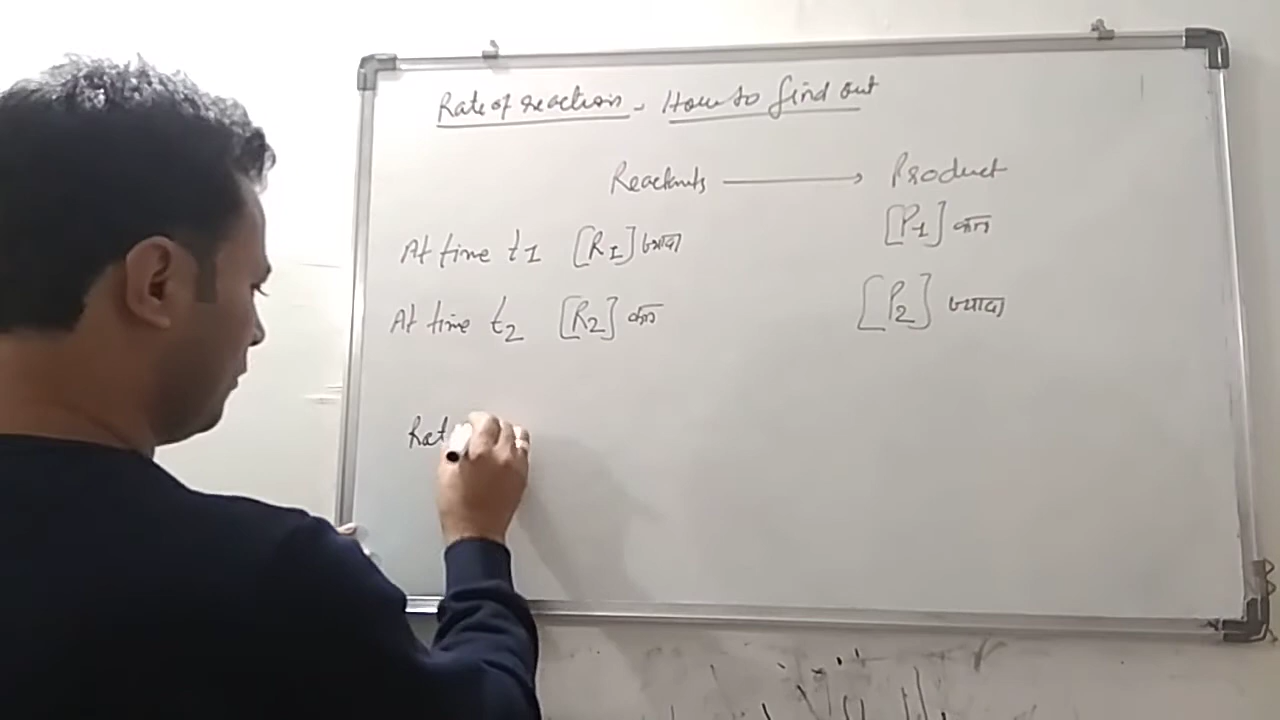 Rate of reaction - How to find out
Reactants ⟶ Product
At time t1 [R1] ज्यादा [P1] कम
At time t2 [R2] कम [P2] ज्यादा
Rat